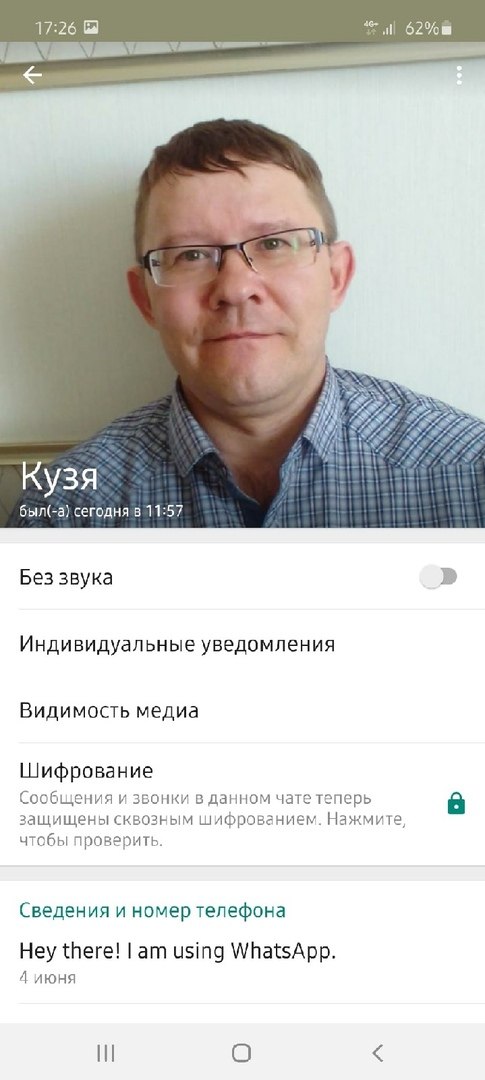 17:26 4G+ 62%
Кузя
был(-а) сегодня в 11:57
Без звука
Индивидуальные уведомления
Видимость медиа
Шифрование
Сообщения и звонки в данном чате теперь
защищены сквозным шифрованием. Нажмите,
чтобы проверить.
Сведения и номер телефона
Hey there! I am using WhatsApp.
4 июня